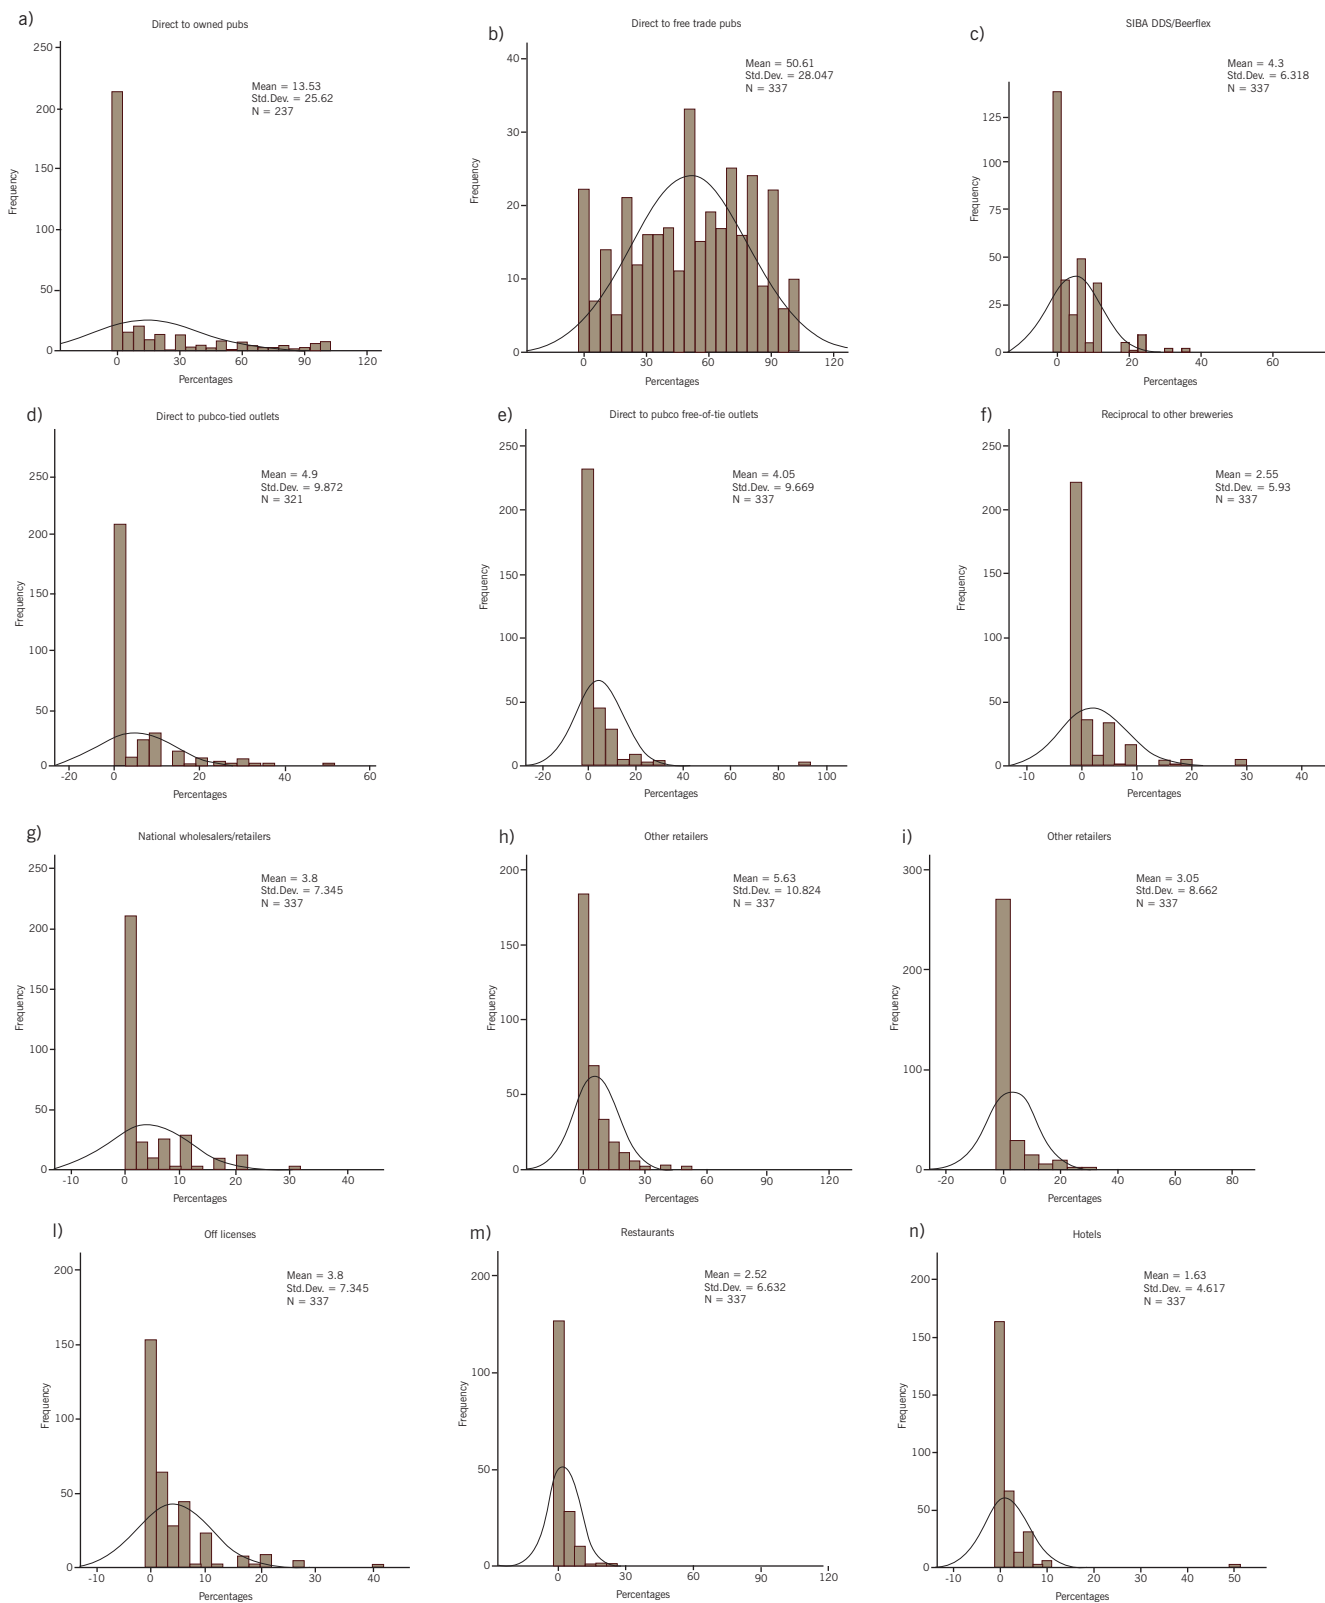 a)
Direct to owned pubs
Mean = 13.53
Std.Dev. = 25.62
N = 237
250
200
150
100
50
0
Frequency
0 30 60 90 120
Percentages
b)
Direct to free trade pubs
Mean = 50.61
Std.Dev. = 28.047
N = 337
40
30
20
10
0
Frequency
0 30 60 90 120
Percentages
c)
SIBA DDS/Beerflex
Mean = 4.3
Std.Dev. = 6.318
N = 337
125
100
75
50
25
0
Frequency
0 20 40 60
Percentages
d)
Direct to pubco-tied outlets
Mean = 4.9
Std.Dev. = 9.872
N = 321
250
200
150
100
50
0
Frequency
-20 0 20 40 60
Percentages
e)
Direct to pubco free-of-tie outlets
Mean = 4.05
Std.Dev. = 9.669
N = 337
250
200
150
100
50
0
Frequency
-20 0 20 40 60 80 100
Percentages
f)
Reciprocal to other breweries
Mean = 2.55
Std.Dev. = 5.93
N = 337
250
200
150
100
50
0
Frequency
-10 0 10 20 30 40
Percentages
g)
National wholesalers/retailers
Mean = 3.8
Std.Dev. = 7.345
N = 337
250
200
150
100
50
0
Frequency
-10 0 10 20 30 40
Percentages
h)
Other retailers
Mean = 5.63
Std.Dev. = 10.824
N = 337
200
150
100
50
0
Frequency
0 30 60 90 120
Percentages
i)
Other retailers
Mean = 3.05
Std.Dev. = 8.662
N = 337
300
200
100
0
Frequency
-20 0 20 40 60 80
Percentages
l)
Off licenses
Mean = 3.8
Std.Dev. = 7.345
N = 337
200
150
100
50
0
Frequency
-10 0 10 20 30 40
Percentages
m)
Restaurants
Mean = 2.52
Std.Dev. = 6.632
N = 337
200
100
50
0
Frequency
0 30 60 90 120
Percentages
n)
Hotels
Mean = 1.63
Std.Dev. = 4.617
N = 337
200
150
150
100
50
0
Frequency
-10 0 10 20 30 40 50
Percentages